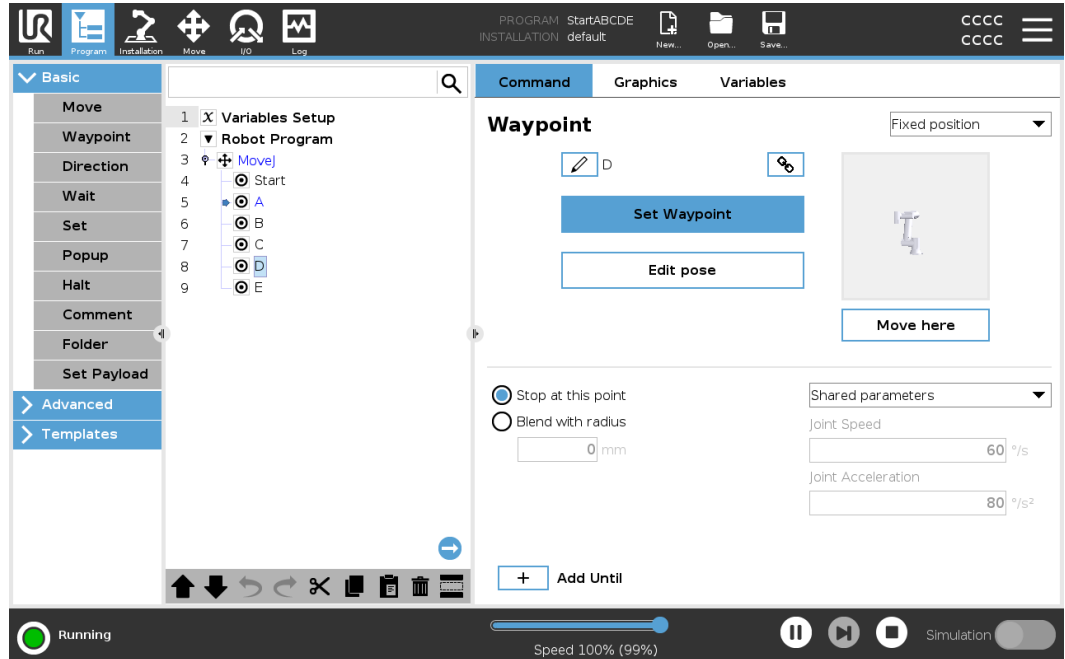 PROGRAM StartABCDE
INSTALLATION default
CCCC
CCCC
UR
Run Program Installation Move I/O Log New... Open... Save...
Basic
Move
Waypoint
Direction
Wait
Set
Popup
Halt
Comment
Folder
Set Payload
Advanced
Templates
1 X Variables Setup
2 Robot Program
3 MoveJ
4 Start
5 A
6 B
7 C
8 D
9 E
Command Graphics Variables
Waypoint
Fixed position
D
Set Waypoint
Edit pose
Move here
Stop at this point
Blend with radius
0 mm
Shared parameters
Joint Speed
60 °/s
Joint Acceleration
80 °/s²
+ Add Until
Running
Speed 100% (99%)
Simulation